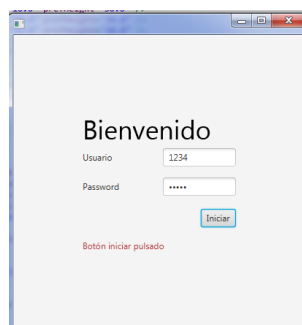 Bienvenido
Usuario 1234
Password •••••
Iniciar
Botón iniciar pulsado